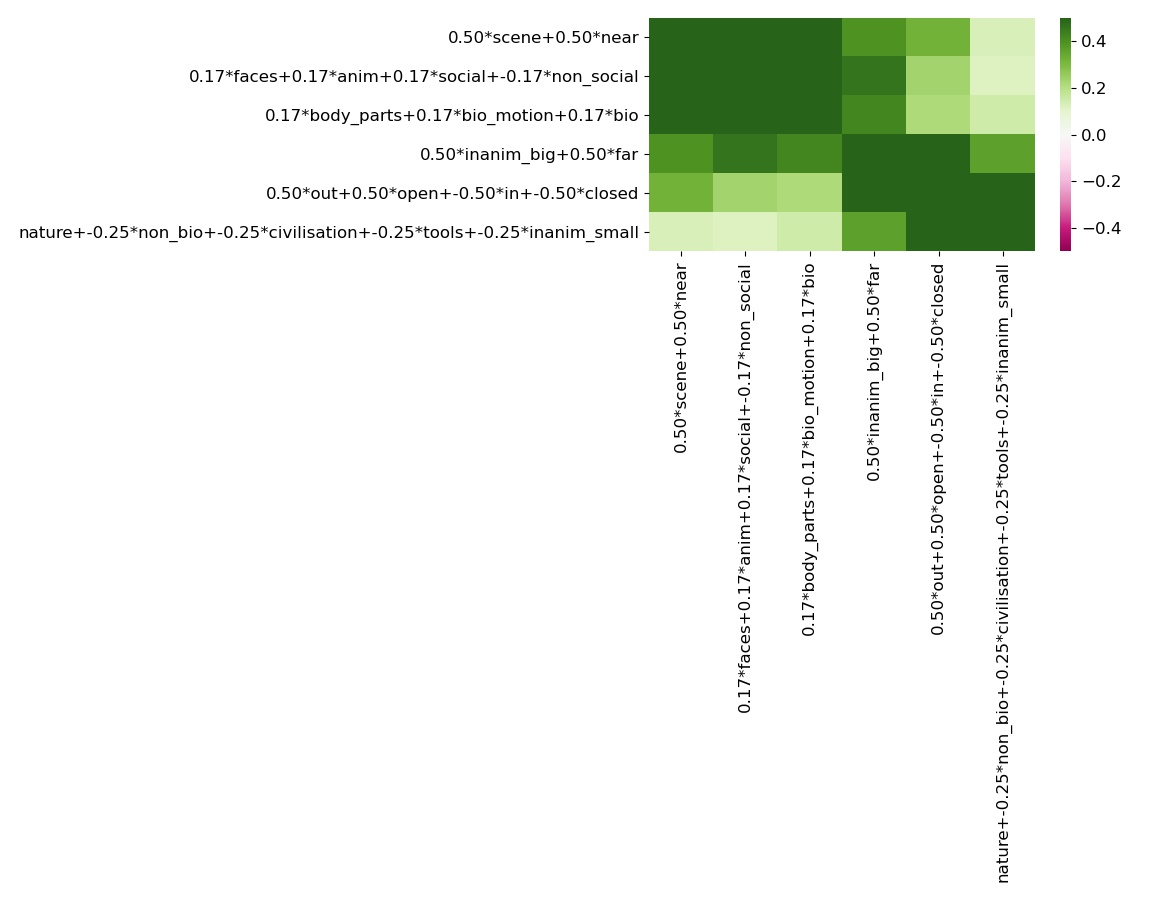 0.50*scene+0.50*near
0.17*faces+0.17*anim+0.17*social+-0.17*non_social
0.17*body_parts+0.17*bio_motion+0.17*bio
0.50*inanim_big+0.50*far
0.50*out+0.50*open+-0.50*in+-0.50*closed
nature+-0.25*non_bio+-0.25*civilisation+-0.25*tools+-0.25*inanim_small
0.4
0.2
0.0
−0.2
−0.4
0.50*scene+0.50*near
0.17*faces+0.17*anim+0.17*social+-0.17*non_social
0.17*body_parts+0.17*bio_motion+0.17*bio
0.50*inanim_big+0.50*far
0.50*out+0.50*open+-0.50*in+-0.50*closed
nature+-0.25*non_bio+-0.25*civilisation+-0.25*tools+-0.25*inanim_small